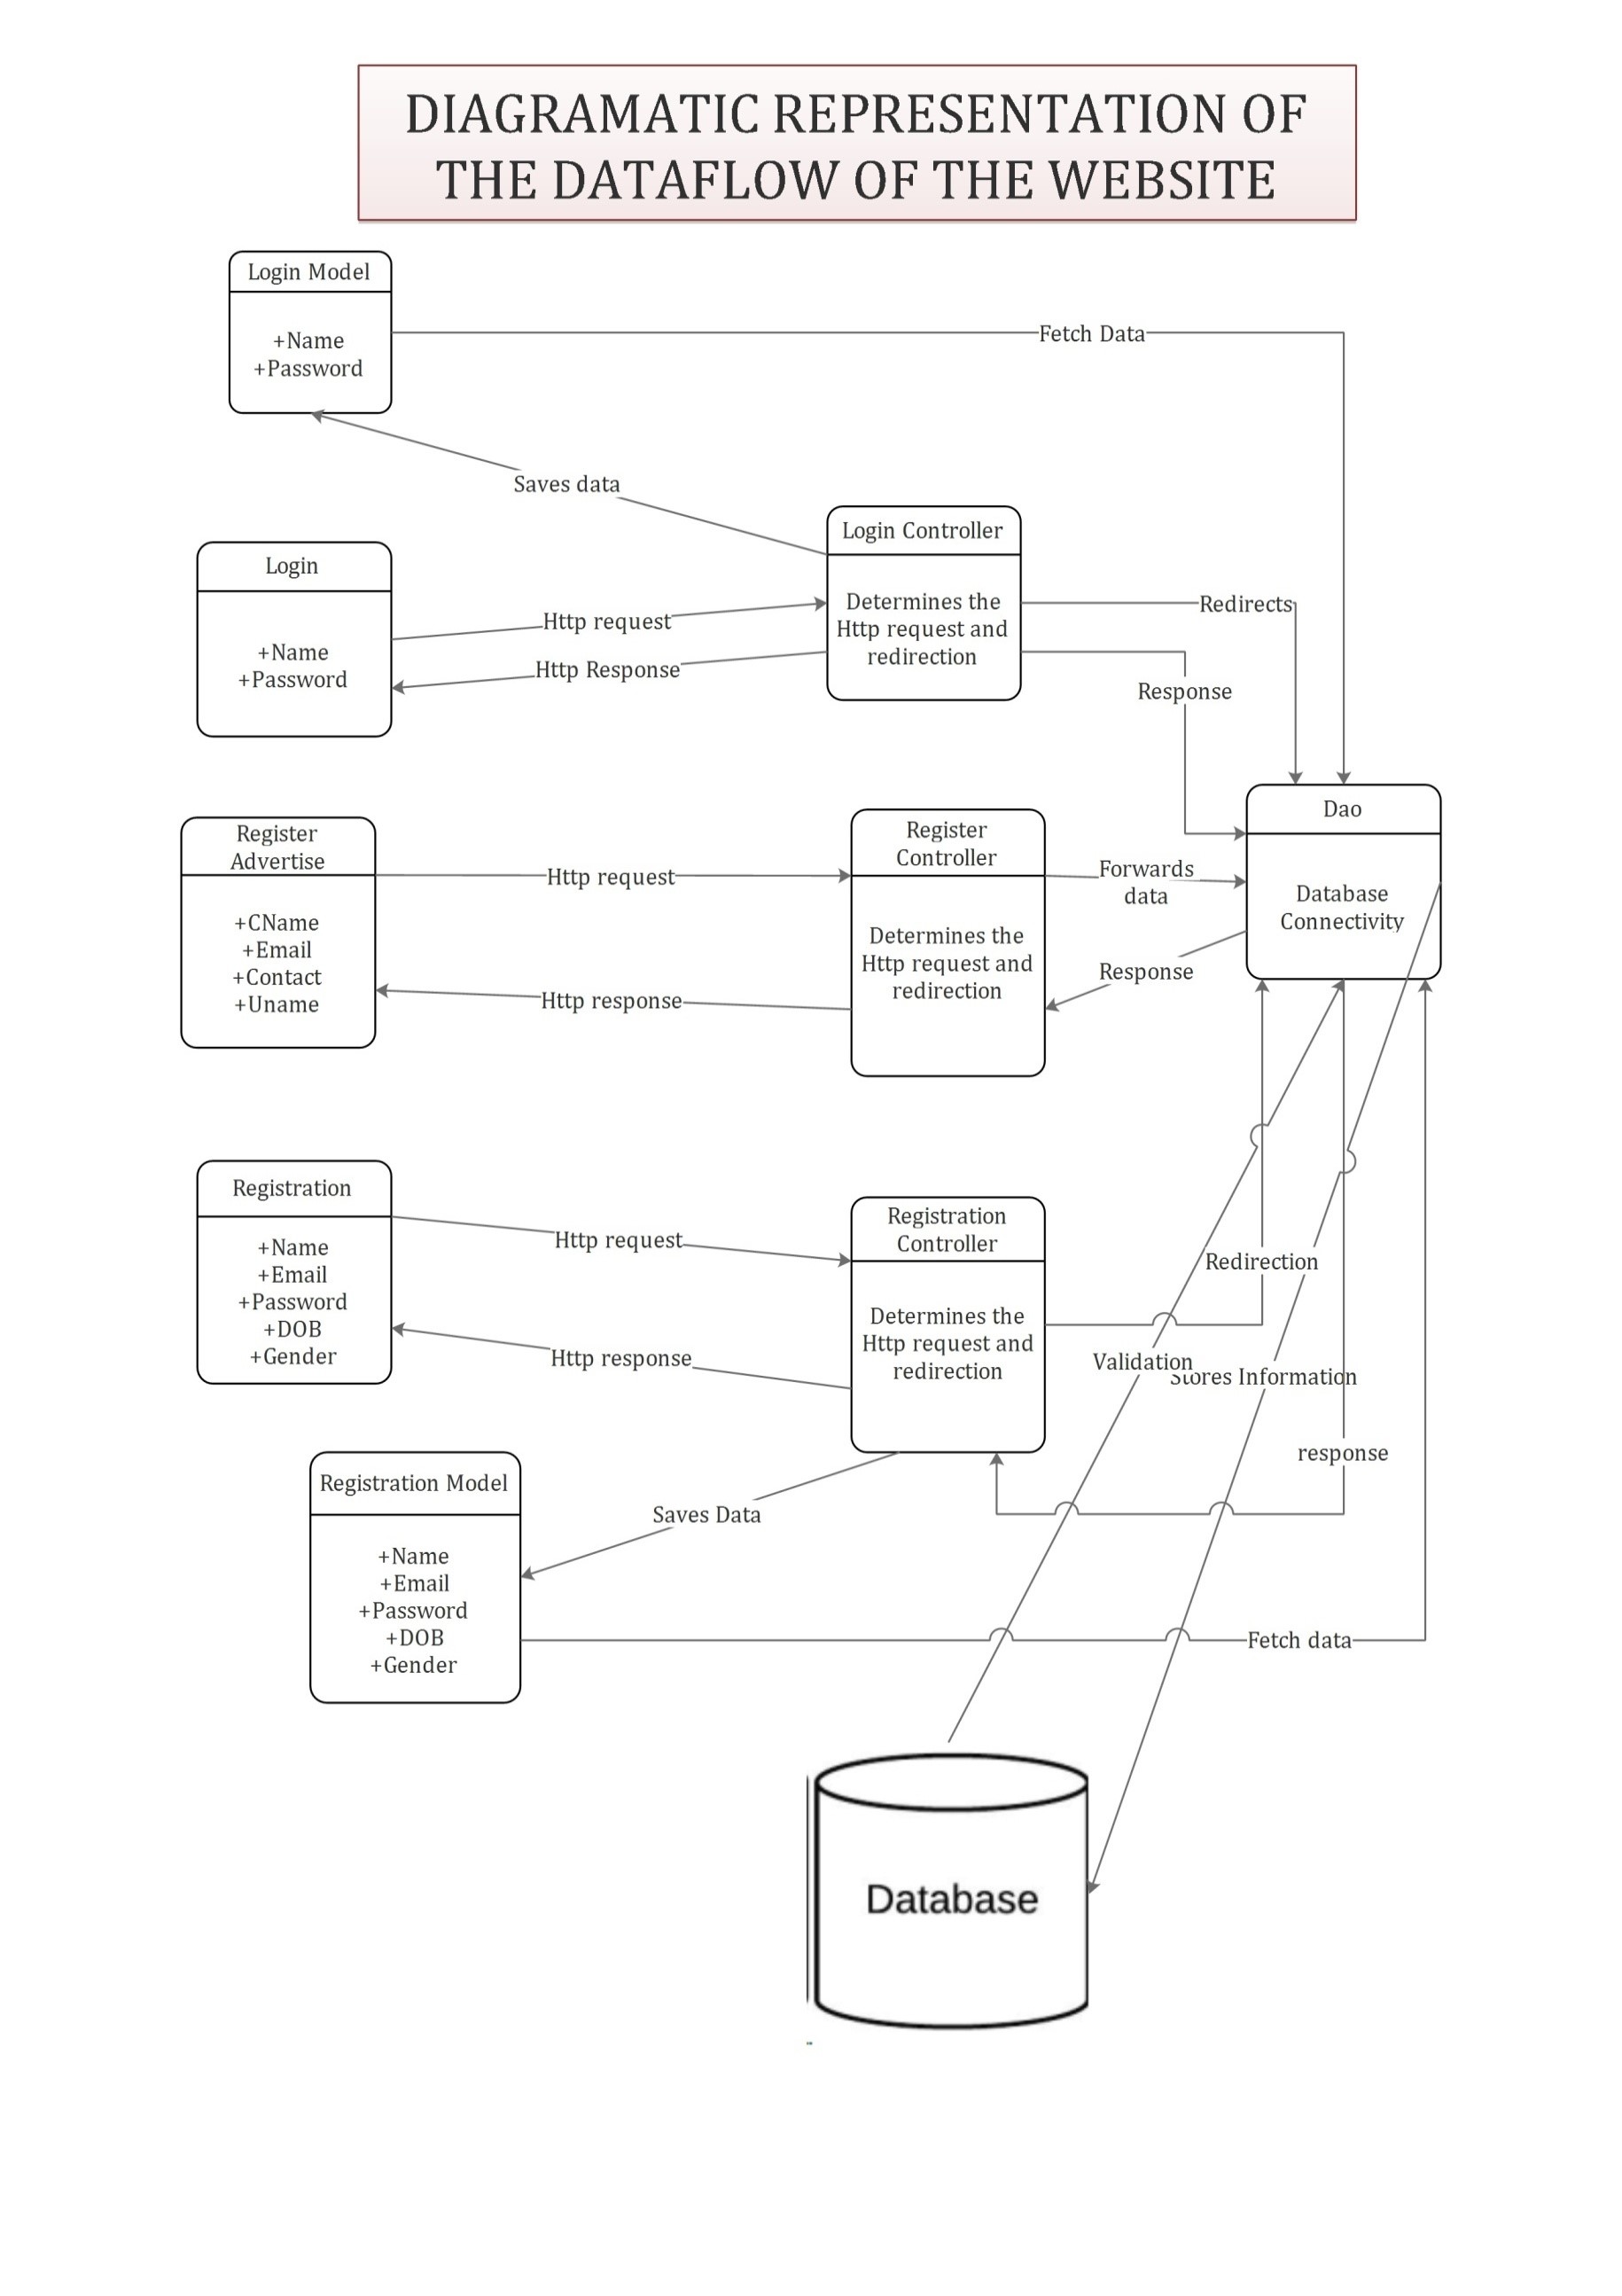 DIAGRAMATIC REPRESENTATION OF
THE DATAFLOW OF THE WEBSITE
Login Model
+Name
+Password
Fetch Data
Saves data
Login Controller
Determines the
Http request and
redirection
Login
+Name
+Password
Http request
Http Response
Redirects
Response
Dao
Database
Connectivity
Register
Advertise
+CName
+Email
+Contact
+Uname
Http request
Http response
Register
Controller
Determines the
Http request and
redirection
Forwards
data
Response
Registration
+Name
+Email
+Password
+DOB
+Gender
Http request
Http response
Registration
Controller
Determines the
Http request and
redirection
Redirection
Validation
Stores Information
response
Registration Model
+Name
+Email
+Password
+DOB
+Gender
Saves Data
Fetch data
Database